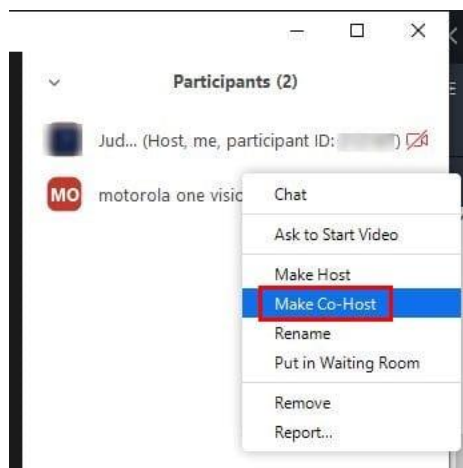 Participants (2)
Jud... (Host, me, participant ID: )
MO motorola one visic
Chat
Ask to Start Video
Make Host
Make Co-Host
Rename
Put in Waiting Room
Remove
Report...